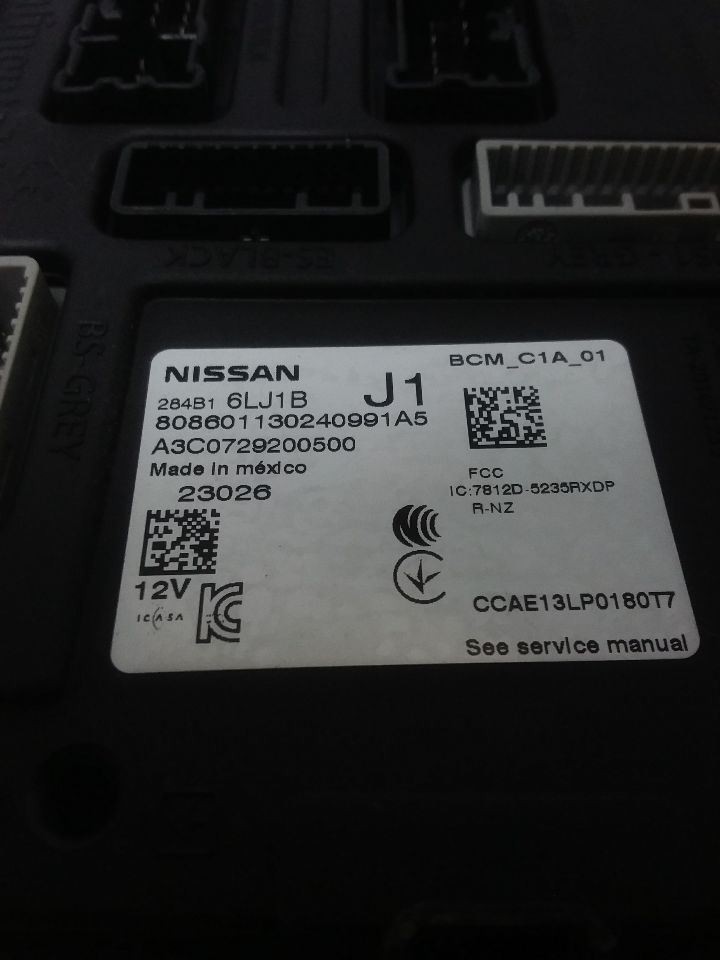 BS-BLACK
BS-GREY
NISSAN
BCM_C1A_01
284B1 6LJ1B J1
808601130240991A5
A3C0729200500
Made in méxico
23026
FCC
IC:7812D-5235RXDP
R-NZ
12V
ICASA
CCAE13LP0180T7
See service manual